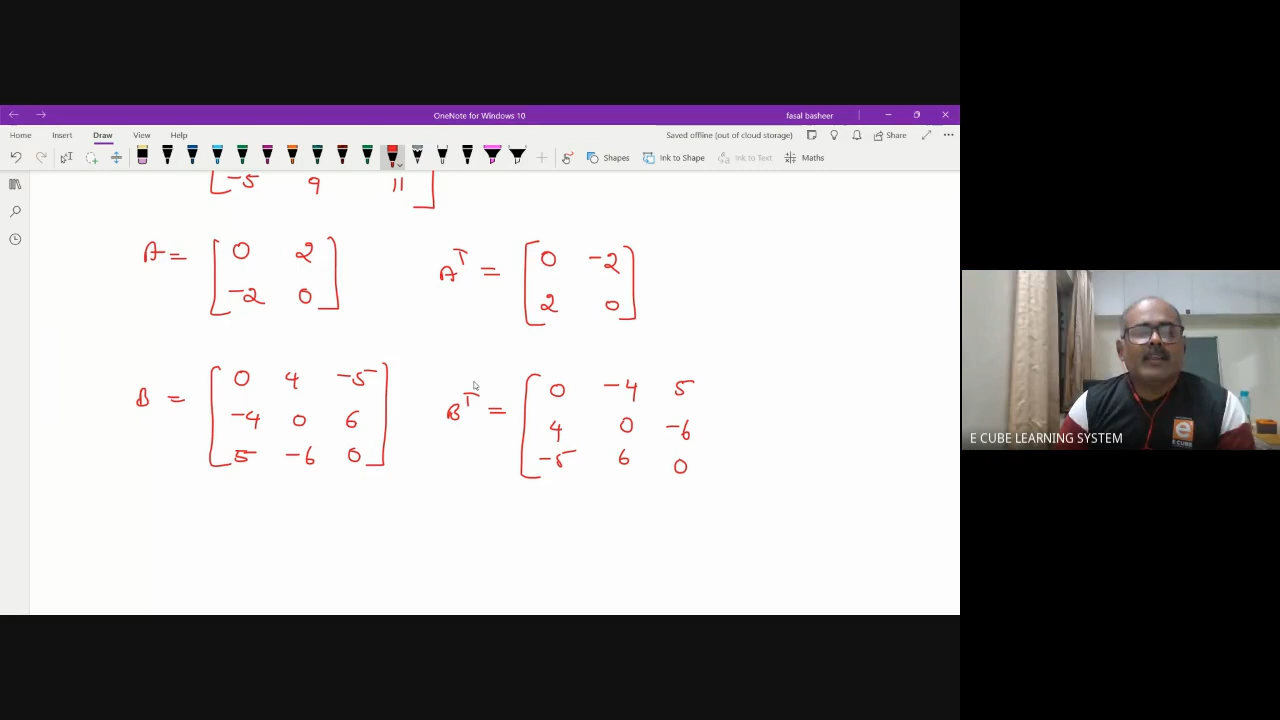 OneNote for Windows 10
fasal basheer
Home Insert Draw View Help
Saved offline (out of cloud storage)
Share
Shapes Ink to Shape Ink to Text Maths
-5 9 11
A = [ 0 2
-2 0 ]
A^T = [ 0 -2
2 0 ]
B = [ 0 4 -5
-4 0 6
5 -6 0 ]
B^T = [ 0 -4 5
4 0 -6
-5 6 0 ]
E CUBE
E CUBE LEARNING SYSTEM